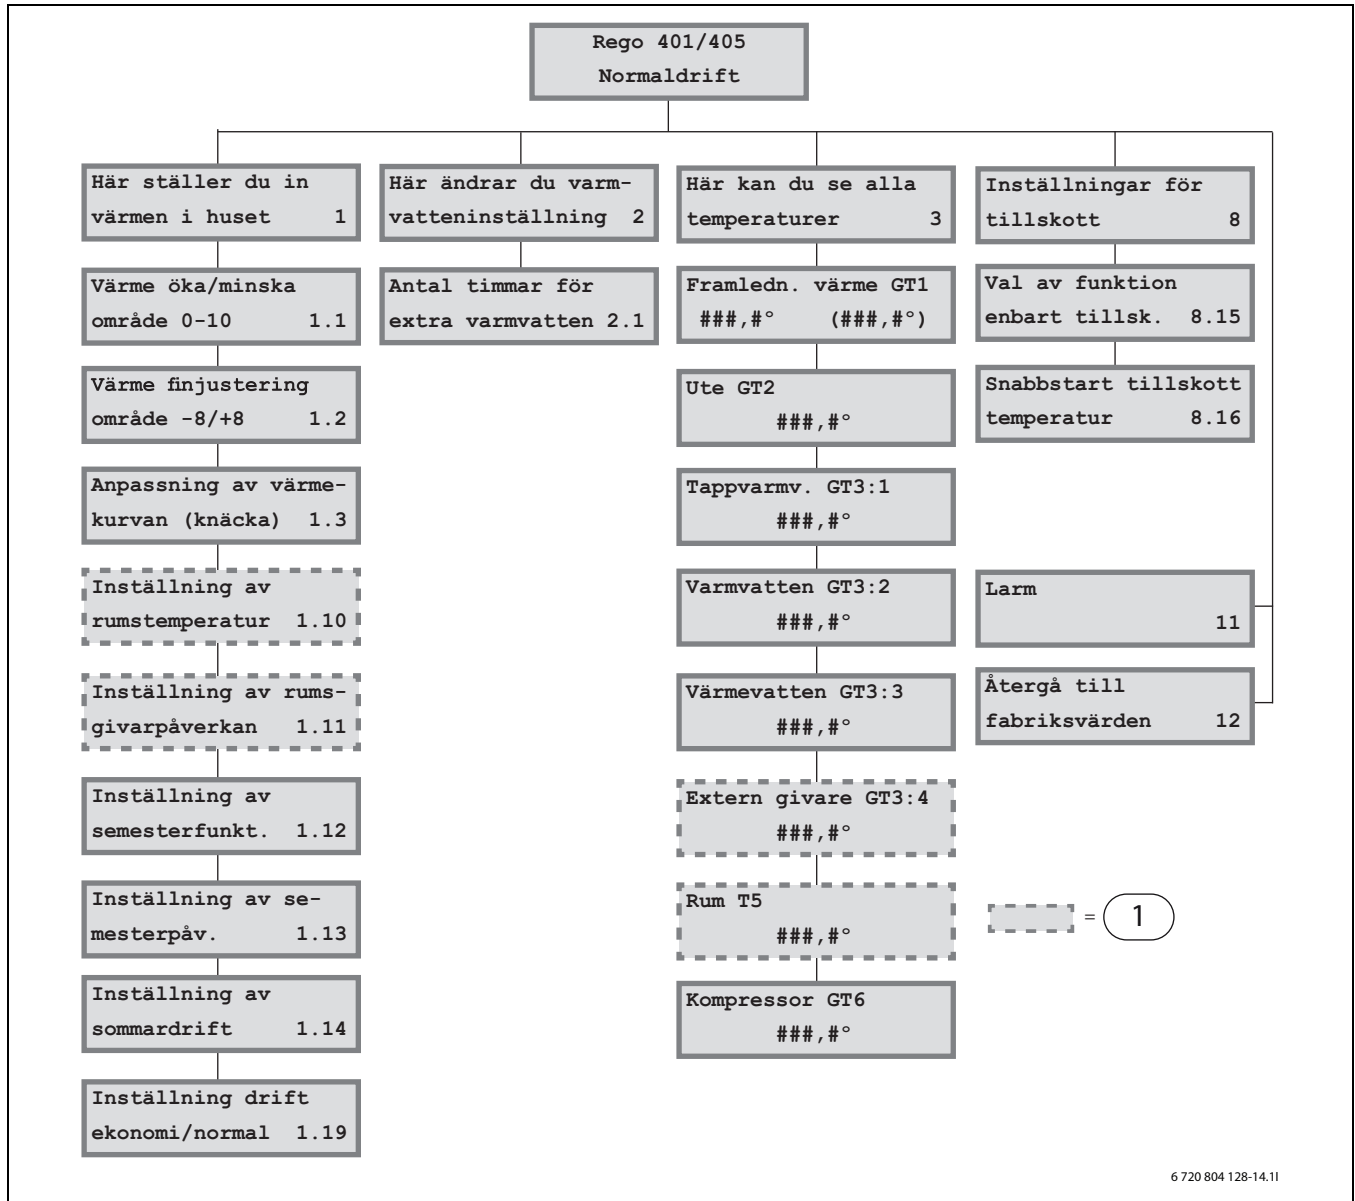 Rego 401/405
Normaldrift
Här ställer du in
värmen i huset 1
Värme öka/minska
område 0-10 1.1
Värme finjustering
område -8/+8 1.2
Anpassning av värme-
kurvan (knäcka) 1.3
Inställning av
rumstemperatur 1.10
Inställning av rums-
givarpåverkan 1.11
Inställning av
semesterfunkt. 1.12
Inställning av se-
mesterpåv. 1.13
Inställning av
sommardrift 1.14
Inställning drift
ekonomi/normal 1.19
Här ändrar du varm-
vatteninställning 2
Antal timmar för
extra varmvatten 2.1
Här kan du se alla
temperaturer 3
Framledn. värme GT1
###,#° (###,#°)
Ute GT2
###,#°
Tappvarmv. GT3:1
###,#°
Varmvatten GT3:2
###,#°
Värmevatten GT3:3
###,#°
Extern givare GT3:4
###,#°
Rum T5
###,#°
Kompressor GT6
###,#°
Inställningar för
tillskott 8
Val av funktion
enbart tillsk. 8.15
Snabbstart tillskott
temperatur 8.16
Larm
11
Återgå till
fabriksvärden 12
= 1
6 720 804 128-14.1I